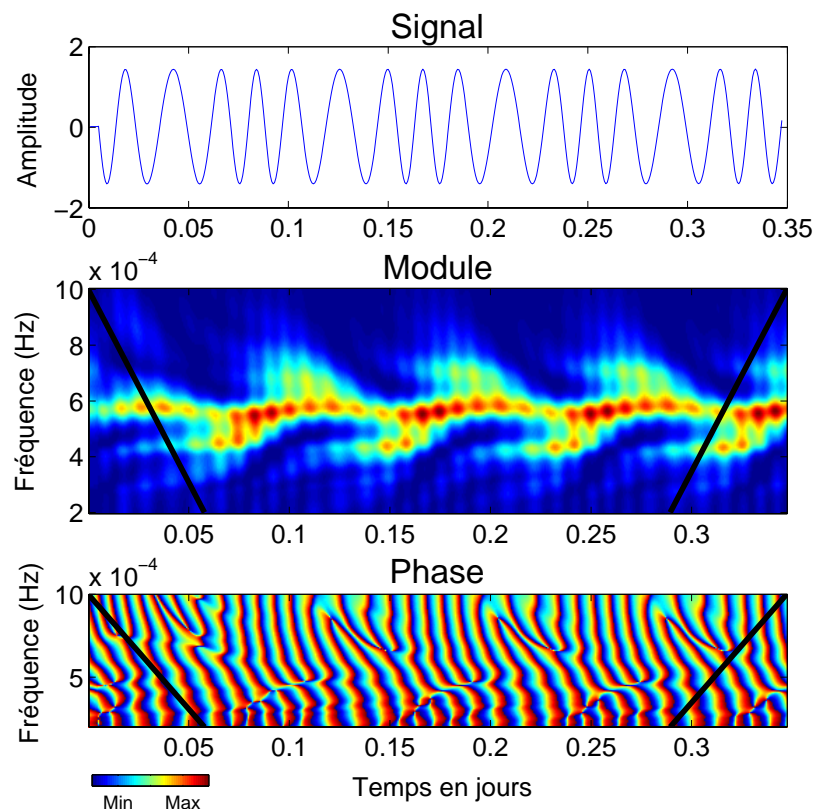 Signal
Amplitude
2
0
−2
0 0.05 0.1 0.15 0.2 0.25 0.3 0.35
x 10⁻⁴
Module
Fréquence (Hz)
10
8
6
4
2
0.05 0.1 0.15 0.2 0.25 0.3
x 10⁻⁴
Phase
Fréquence (Hz)
10
5
0.05 0.1 0.15 0.2 0.25 0.3
Temps en jours
Min Max